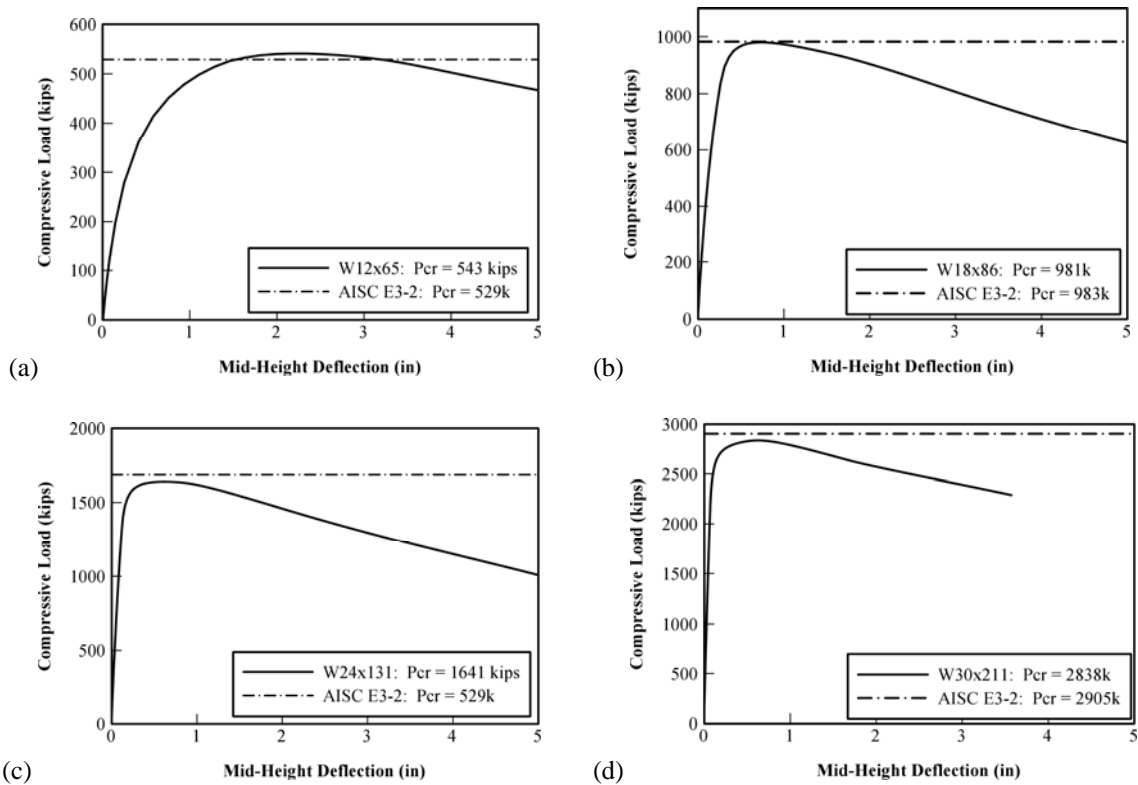 600
500
400
300
200
100
0
Compressive Load (kips)
W12x65: Pcr = 543 kips
AISC E3-2: Pcr = 529k
0 1 2 3 4 5
Mid-Height Deflection (in)
(a)
1000
800
600
400
200
0
Compressive Load (kips)
W18x86: Pcr = 981k
AISC E3-2: Pcr = 983k
0 1 2 3 4 5
Mid-Height Deflection (in)
(b)
2000
1500
1000
500
0
Compressive Load (kips)
W24x131: Pcr = 1641 kips
AISC E3-2: Pcr = 529k
0 1 2 3 4 5
Mid-Height Deflection (in)
(c)
3000
2500
2000
1500
1000
500
0
Compressive Load (kips)
W30x211: Pcr = 2838k
AISC E3-2: Pcr = 2905k
0 1 2 3 4 5
Mid-Height Deflection (in)
(d)